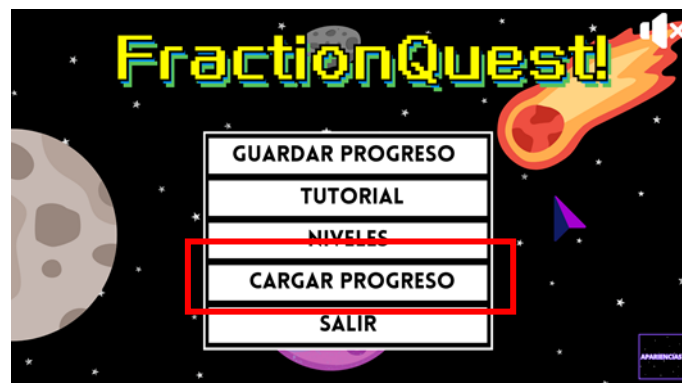 FractionQuest!
GUARDAR PROGRESO
TUTORIAL
NIVELES
CARGAR PROGRESO
SALIR
APARIENCIAS